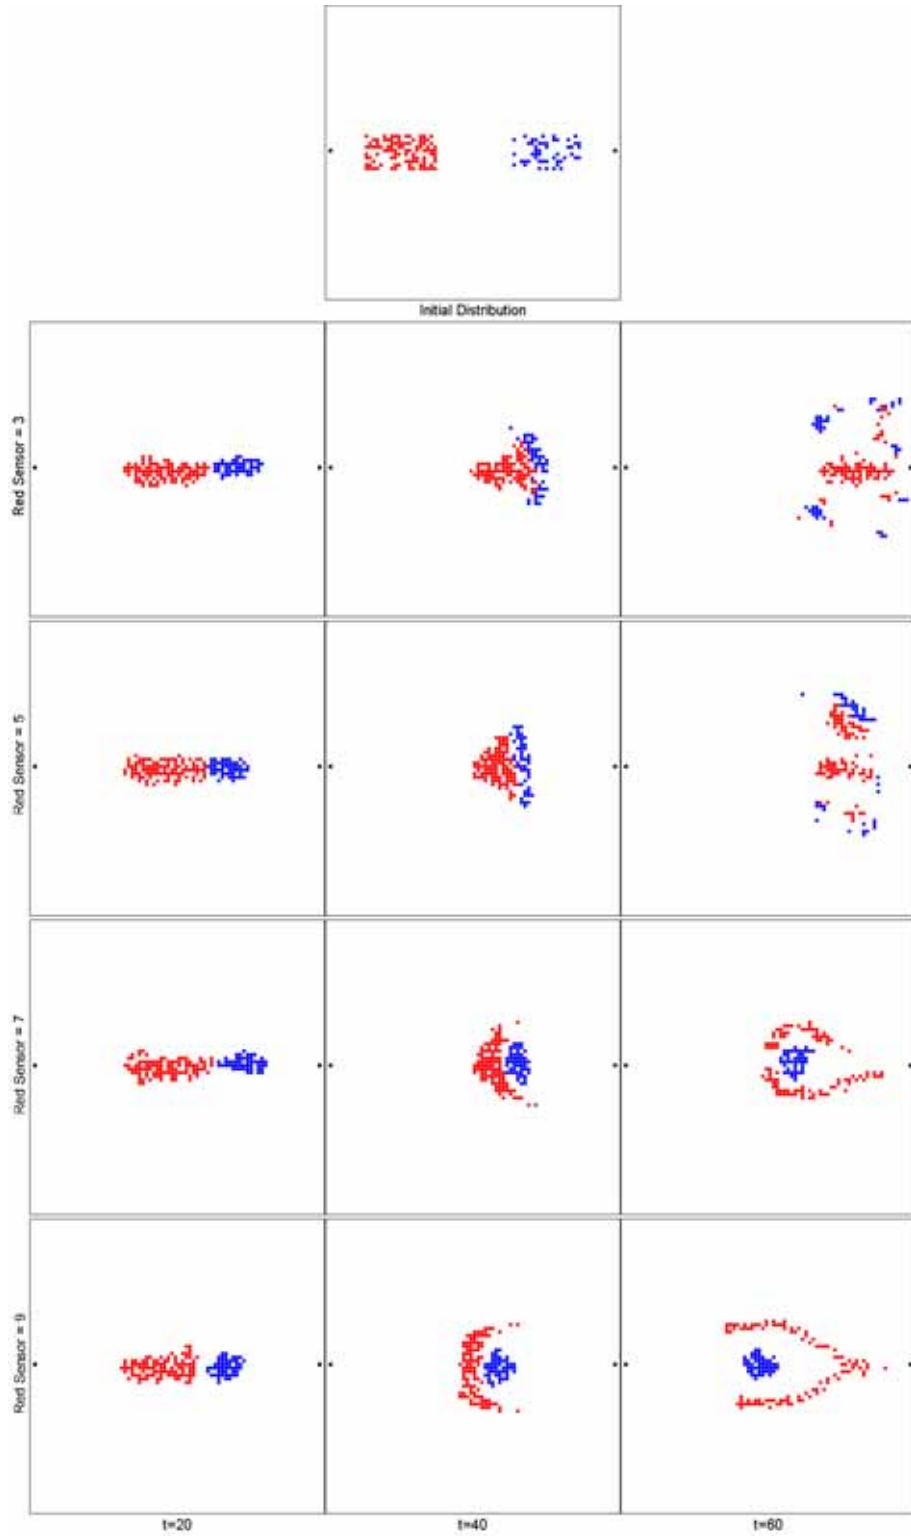 Initial Distribution
Red Sensor = 3
Red Sensor = 5
Red Sensor = 7
Red Sensor = 9
t=20
t=40
t=60